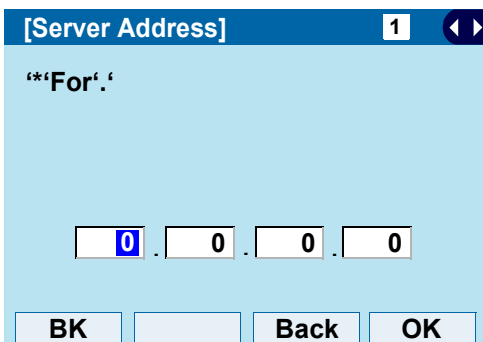 [Server Address] 1
‘*‘For‘.‘
0 . 0 . 0 . 0
BK Back OK